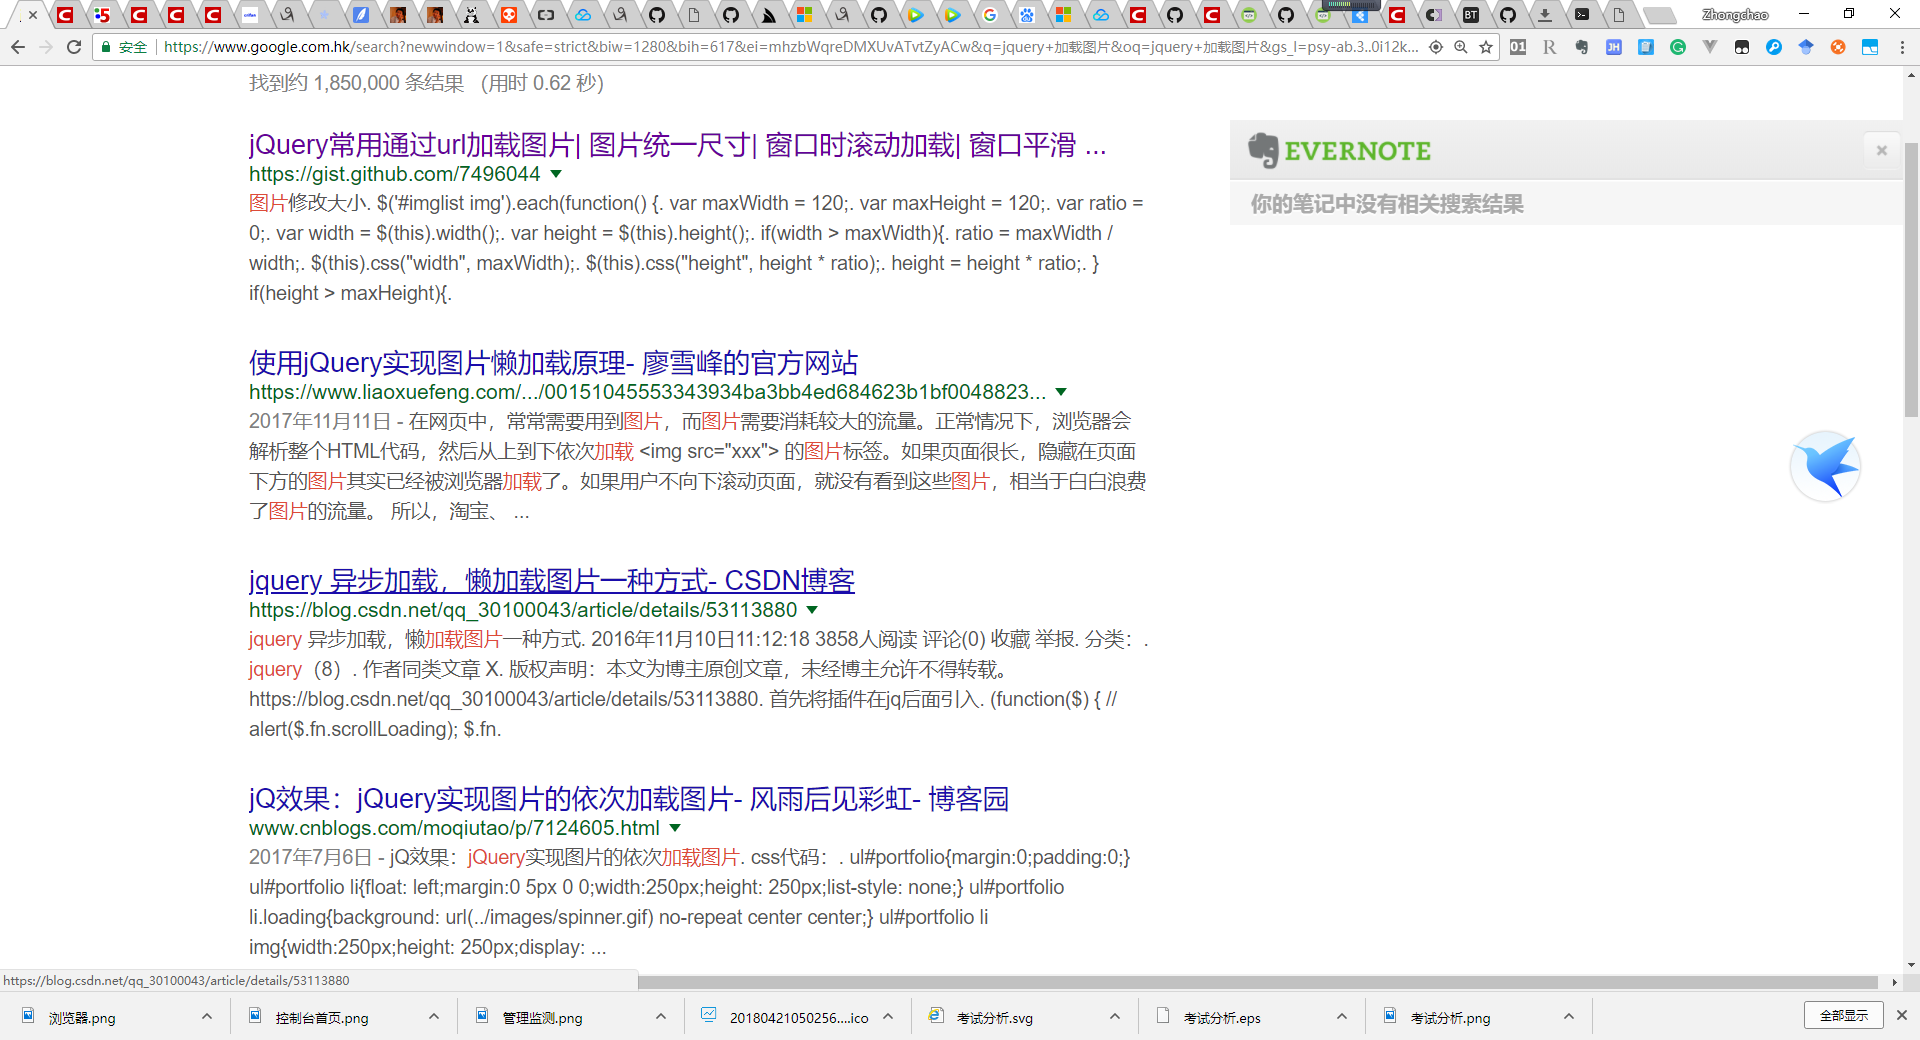 Zhongchao
安全 https://www.google.com.hk/search?newwindow=1&safe=strict&biw=1280&bih=617&ei=mhzbWqreDMXUvATvtZyACw&q=jquery+加载图片&oq=jquery+加载图片&gs_l=psy-ab.3..0i12k...
找到约 1,850,000 条结果 （用时 0.62 秒）
jQuery常用通过url加载图片| 图片统一尺寸| 窗口时滚动加载| 窗口平滑 ...
https://gist.github.com/7496044
图片修改大小. $('#imglist img').each(function() {. var maxWidth = 120;. var maxHeight = 120;. var ratio =
0;. var width = $(this).width();. var height = $(this).height();. if(width > maxWidth){. ratio = maxWidth /
width;. $(this).css("width", maxWidth);. $(this).css("height", height * ratio);. height = height * ratio;. }
if(height > maxHeight){.
EVERNOTE
你的笔记中没有相关搜索结果
使用jQuery实现图片懒加载原理- 廖雪峰的官方网站
https://www.liaoxuefeng.com/.../00151045553343934ba3bb4ed684623b1bf0048823...
2017年11月11日 - 在网页中，常常需要用到图片，而图片需要消耗较大的流量。正常情况下，浏览器会
解析整个HTML代码，然后从上到下依次加载 <img src="xxx"> 的图片标签。如果页面很长，隐藏在页面
下方的图片其实已经被浏览器加载了。如果用户不向下滚动页面，就没有看到这些图片，相当于白白浪费
了图片的流量。 所以，淘宝、 ...
jquery 异步加载，懒加载图片一种方式- CSDN博客
https://blog.csdn.net/qq_30100043/article/details/53113880
jquery 异步加载，懒加载图片一种方式. 2016年11月10日11:12:18 3858人阅读 评论(0) 收藏 举报. 分类：.
jquery（8）. 作者同类文章 X. 版权声明：本文为博主原创文章，未经博主允许不得转载。
https://blog.csdn.net/qq_30100043/article/details/53113880. 首先将插件在jq后面引入. (function($) { //
alert($.fn.scrollLoading); $.fn.
jQ效果：jQuery实现图片的依次加载图片- 风雨后见彩虹- 博客园
www.cnblogs.com/moqiutao/p/7124605.html
2017年7月6日 - jQ效果：jQuery实现图片的依次加载图片. css代码：. ul#portfolio{margin:0;padding:0;}
ul#portfolio li{float: left;margin:0 5px 0 0;width:250px;height: 250px;list-style: none;} ul#portfolio
li.loading{background: url(../images/spinner.gif) no-repeat center center;} ul#portfolio li
img{width:250px;height: 250px;display: ...
https://blog.csdn.net/qq_30100043/article/details/53113880
浏览器.png
控制台首页.png
管理监测.png
20180421050256....ico
考试分析.svg
考试分析.eps
考试分析.png
全部显示